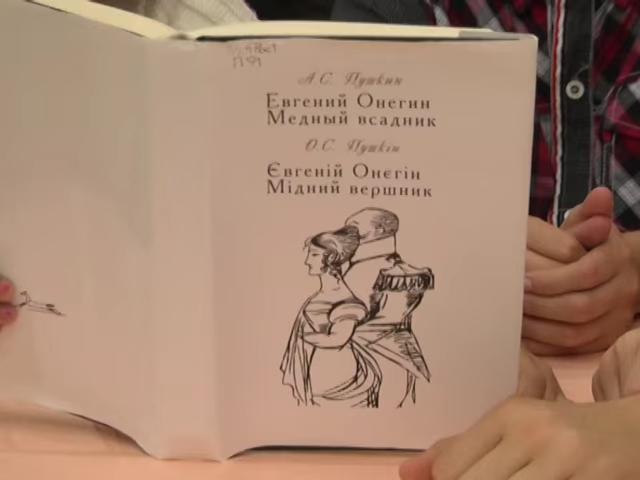 А.С. Пушкин
Евгений Онегин
Медный всадник
О.С. Пушкін
Євгеній Онєгін
Мідний вершник